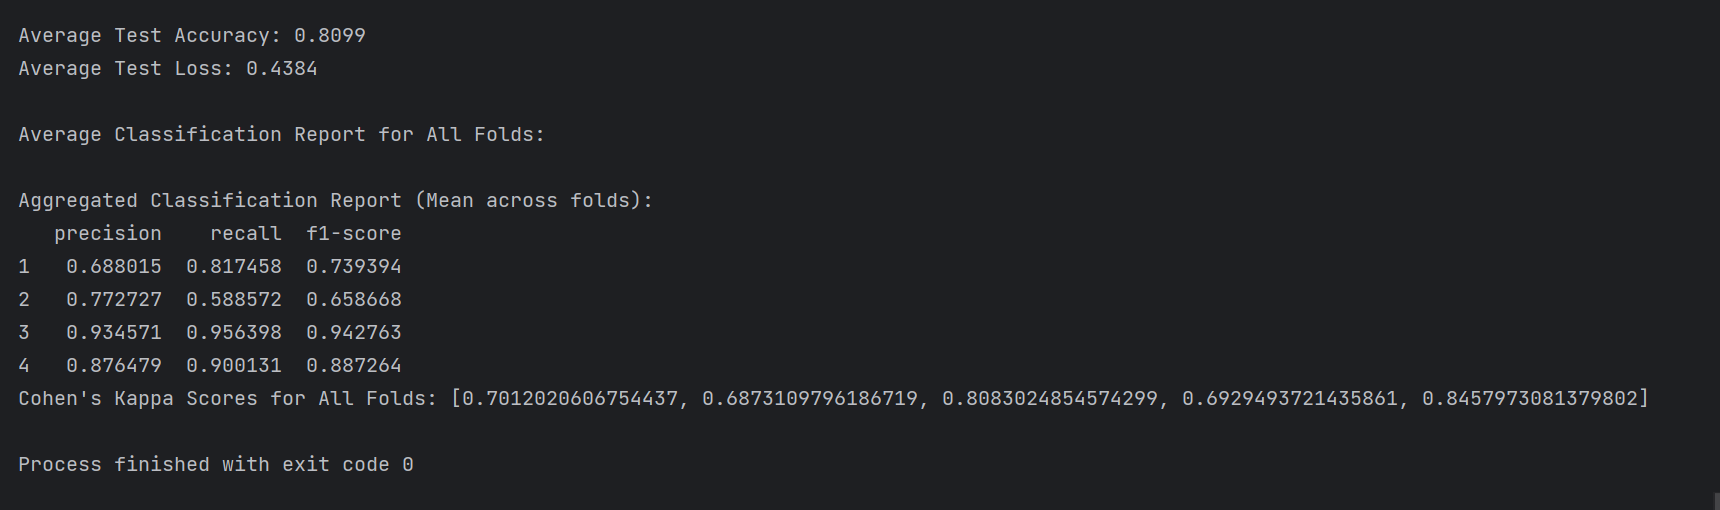 Average Test Accuracy: 0.8099
Average Test Loss: 0.4384
Average Classification Report for All Folds:
Aggregated Classification Report (Mean across folds):
precision recall f1-score
1 0.688015 0.817458 0.739394
2 0.772727 0.588572 0.658668
3 0.934571 0.956398 0.942763
4 0.876479 0.900131 0.887264
Cohen's Kappa Scores for All Folds: [0.7012020606754437, 0.6873109796186719, 0.8083024854574299, 0.6929493721435861, 0.8457973081379802]
Process finished with exit code 0